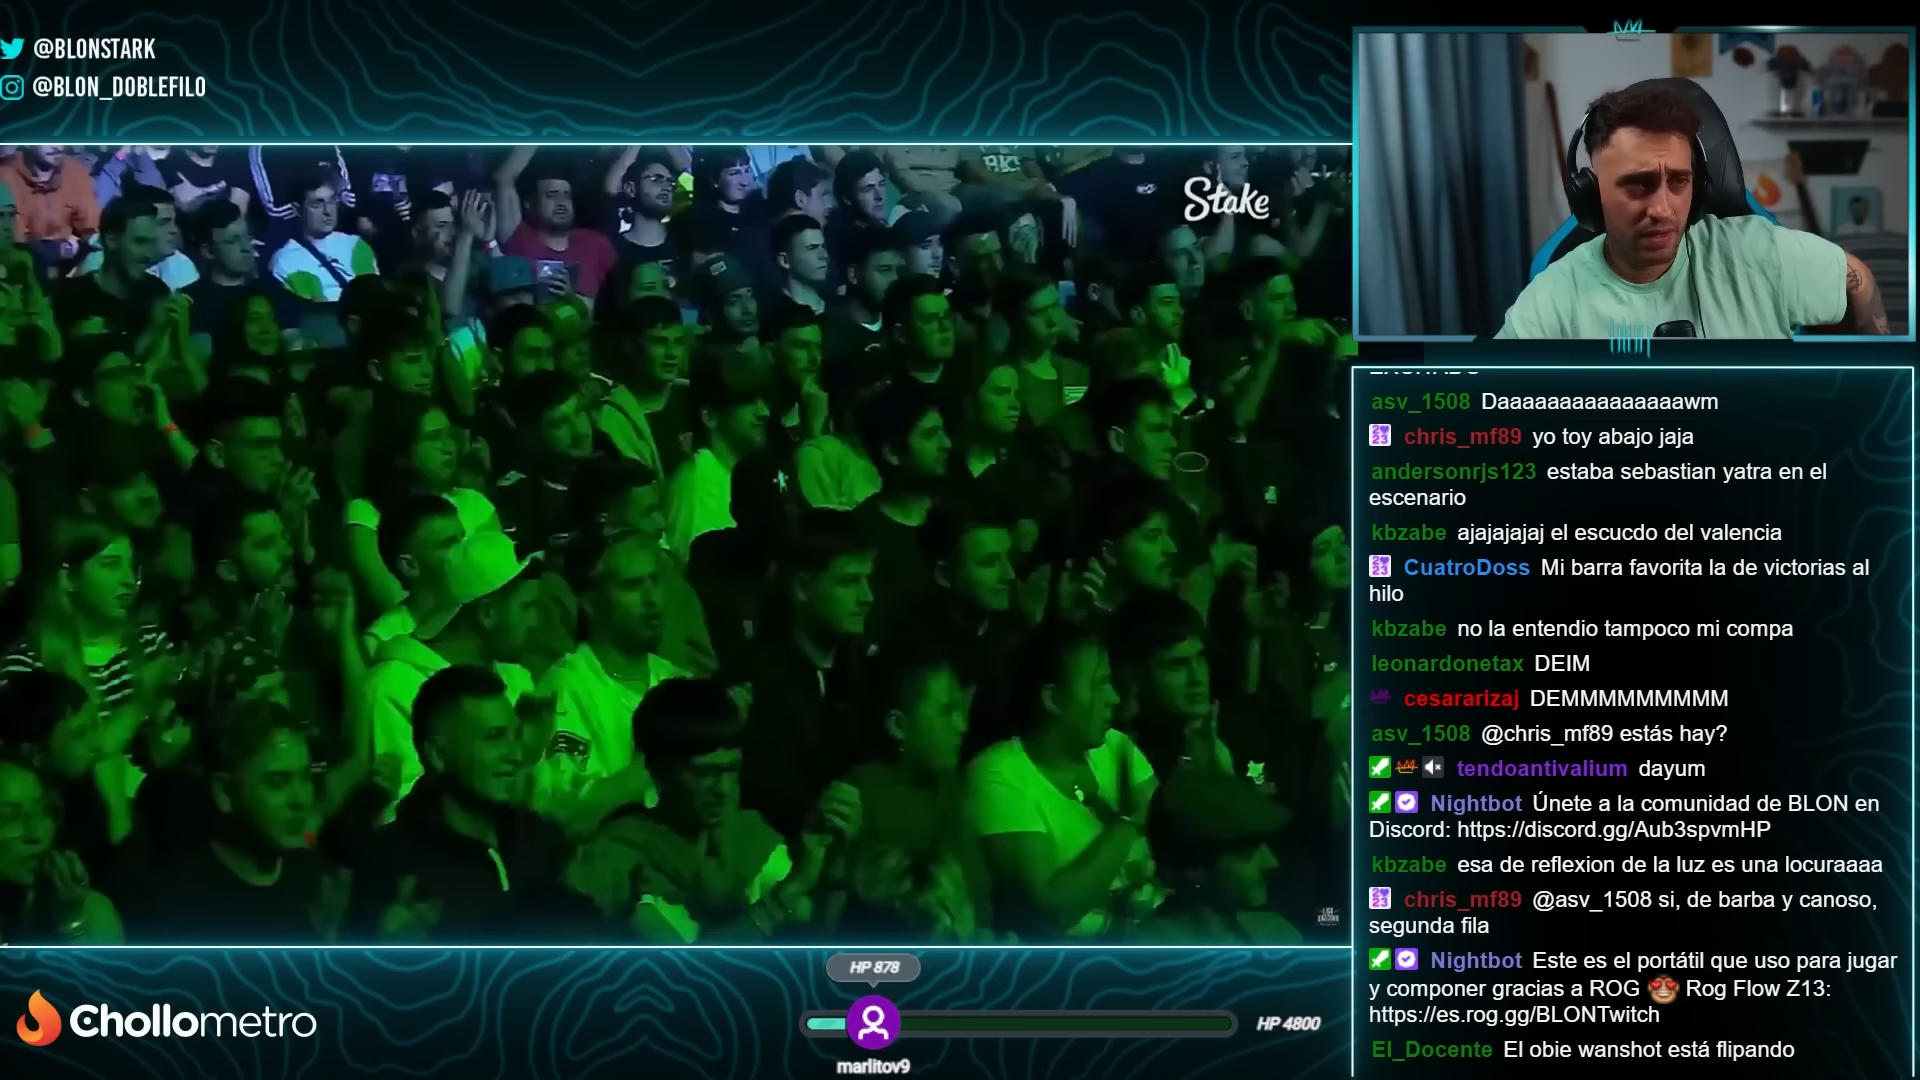 @BLONSTARK
@BLON_DOBLEFILO
Stake
asv_1508 Daaaaaaaaaaaaaaawm
chris_mf89 yo toy abajo jaja
andersonrjs123 estaba sebastian yatra en el
escenario
kbzabe ajajajajaj el escucdo del valencia
CuatroDoss Mi barra favorita la de victorias al
hilo
kbzabe no la entendio tampoco mi compa
leonardonetax DEIM
cesararizaj DEMMMMMMMMM
asv_1508 @chris_mf89 estás hay?
tendoantivalium dayum
Nightbot Únete a la comunidad de BLON en
Discord: https://discord.gg/Aub3spvmHP
kbzabe esa de reflexion de la luz es una locuraaaa
chris_mf89 @asv_1508 si, de barba y canoso,
segunda fila
Nightbot Este es el portátil que uso para jugar
y componer gracias a ROG Rog Flow Z13:
https://es.rog.gg/BLONTwitch
El_Docente El obie wanshot está flipando
Chollometro
HP 878
HP 4800
marlitov9